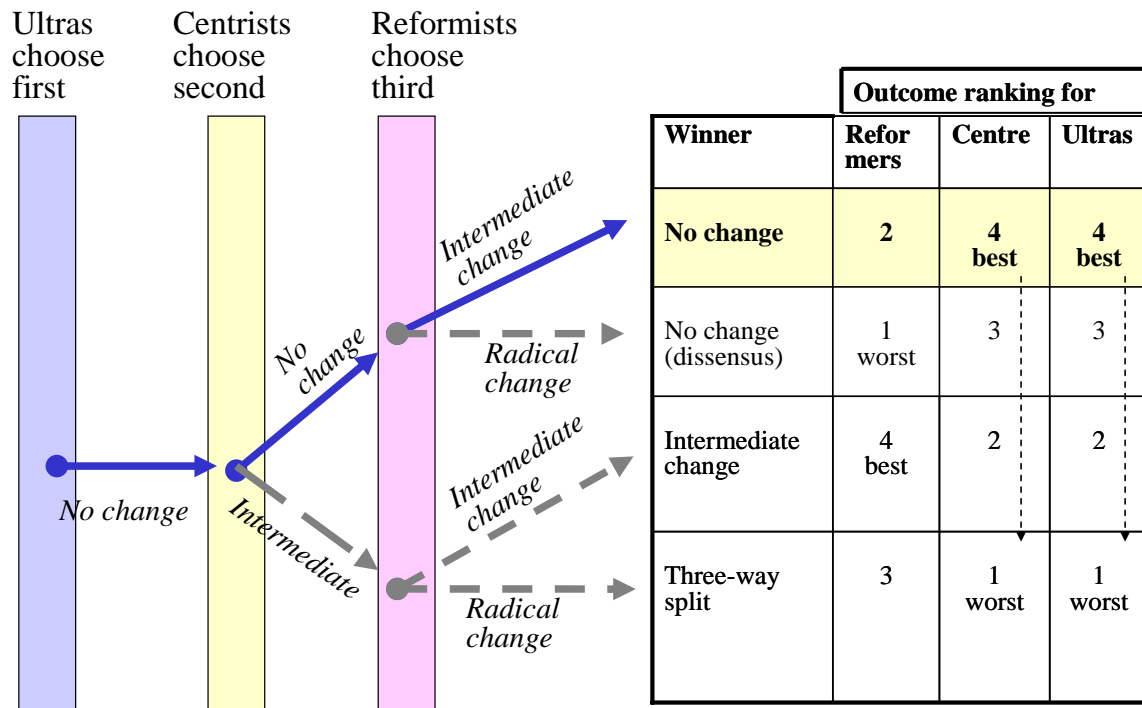 Ultras
choose
first
Centrists
choose
second
Reformists
choose
third
No change
No
change
Intermediate
Intermediate
change
Radical
change
Intermediate
change
Radical
change
Outcome ranking for
Winner
Refor
mers
Centre
Ultras
No change
2
4
best
4
best
No change
(dissensus)
1
worst
3
3
Intermediate
change
4
best
2
2
Three-way
split
3
1
worst
1
worst